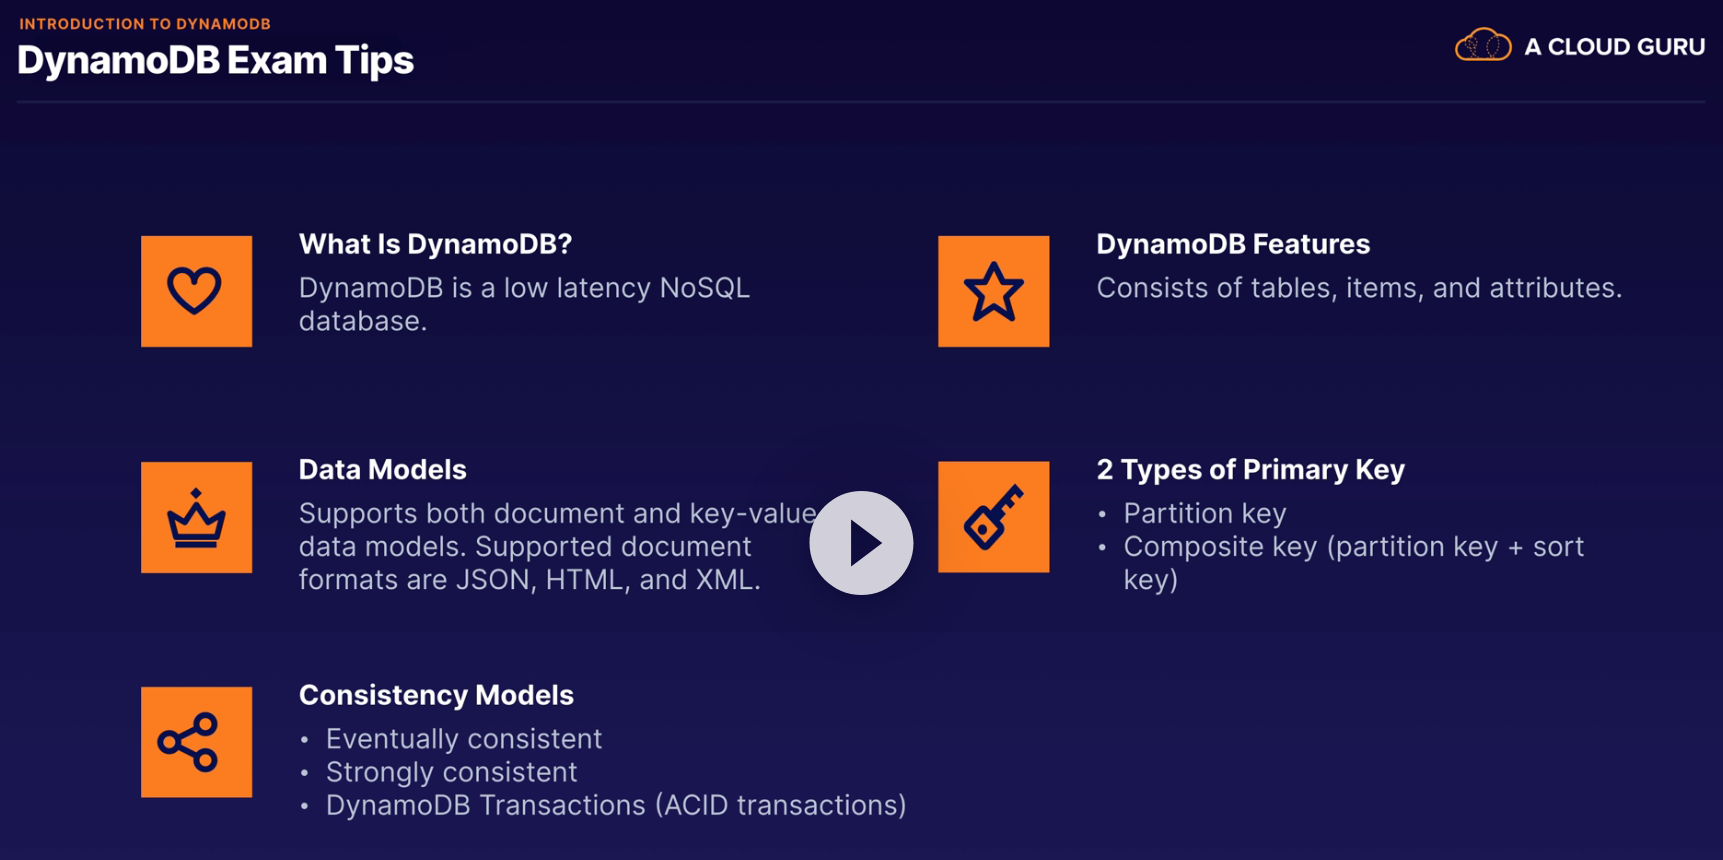 INTRODUCTION TO DYNAMODB
DynamoDB Exam Tips
A CLOUD GURU
What Is DynamoDB?
DynamoDB is a low latency NoSQL
database.
DynamoDB Features
Consists of tables, items, and attributes.
Data Models
Supports both document and key-value
data models. Supported document
formats are JSON, HTML, and XML.
2 Types of Primary Key
• Partition key
• Composite key (partition key + sort
key)
Consistency Models
• Eventually consistent
• Strongly consistent
• DynamoDB Transactions (ACID transactions)